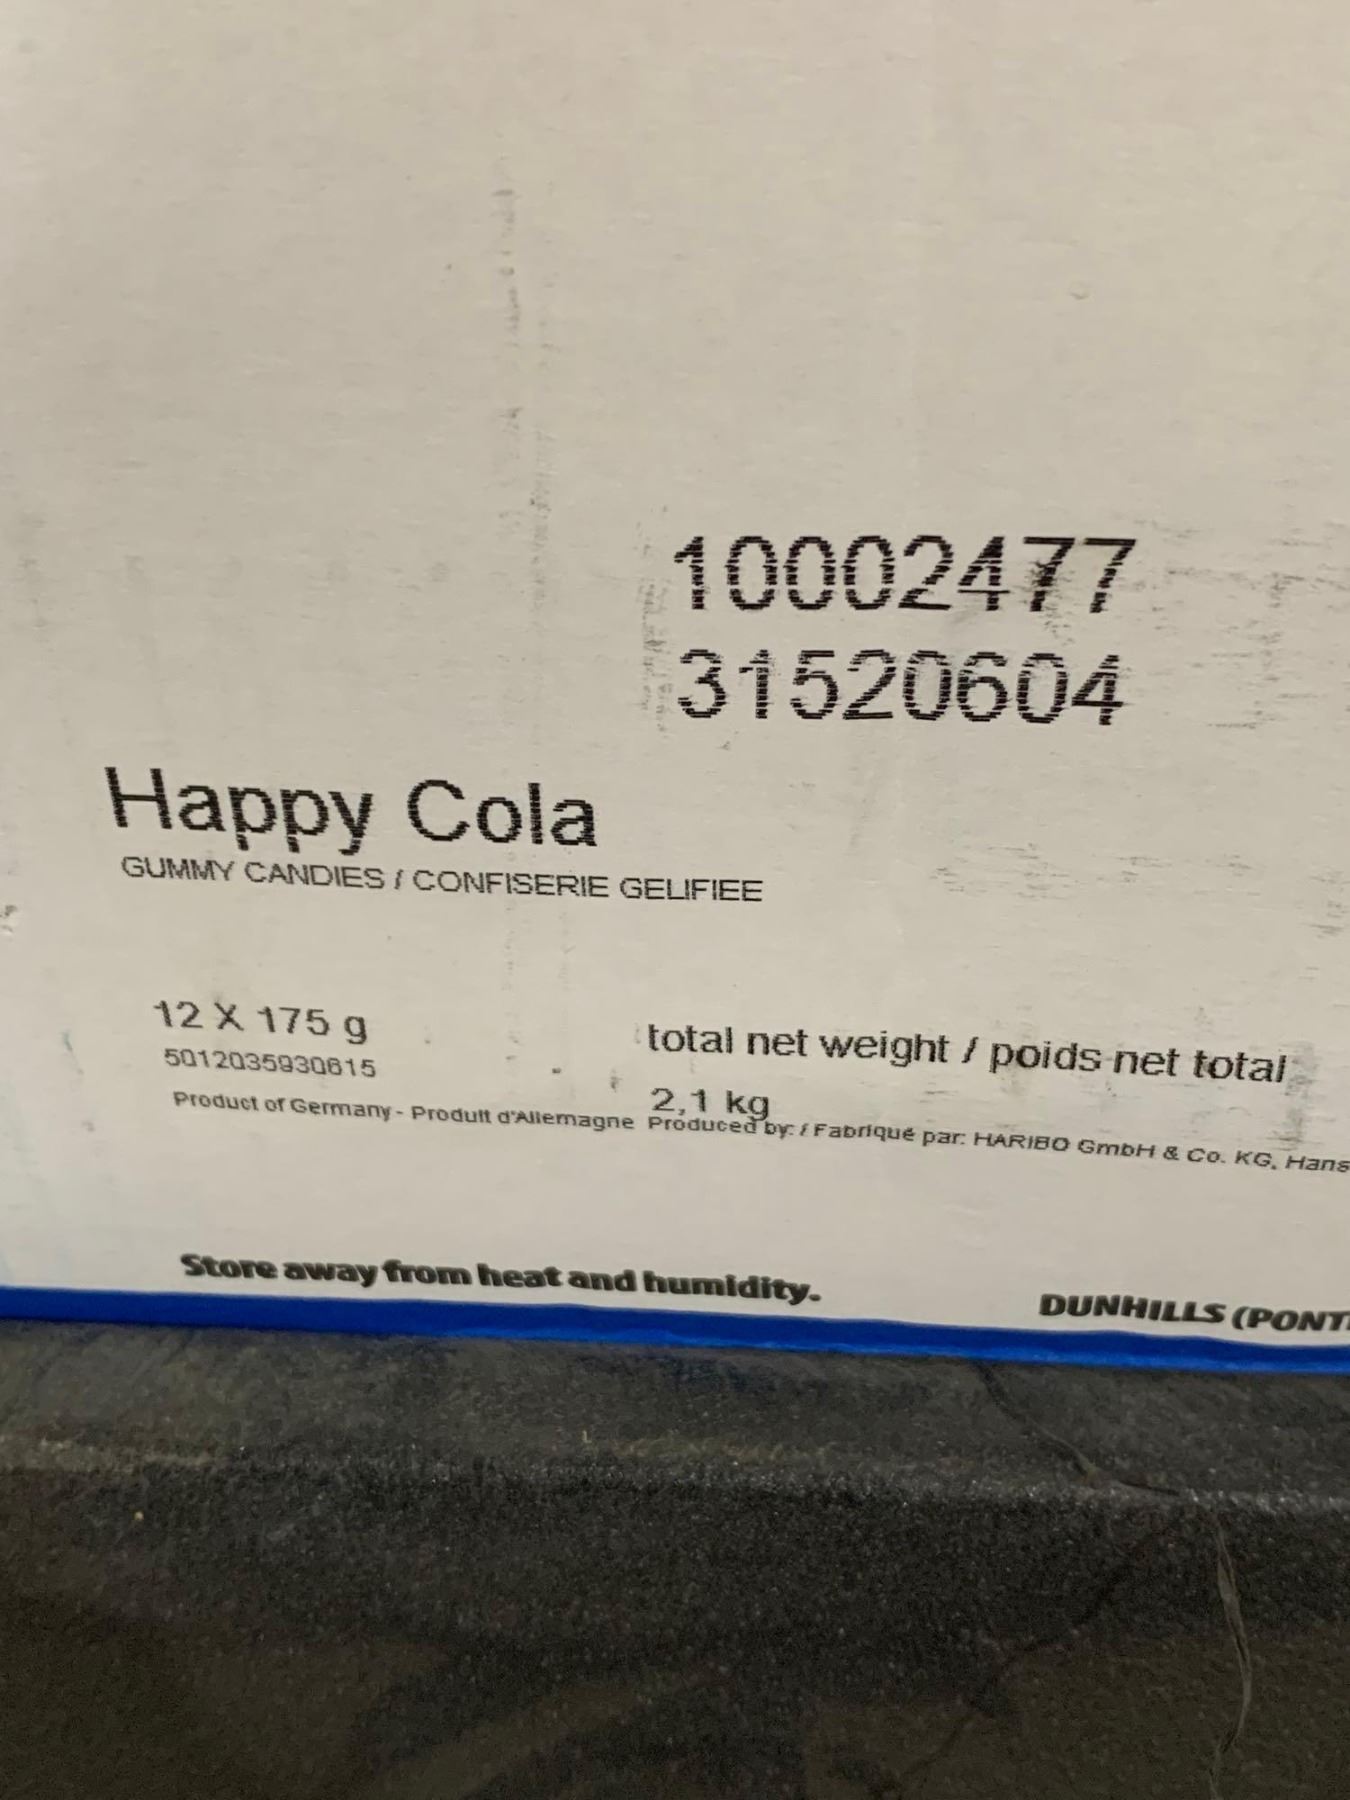 10002477
31520604
Happy Cola
GUMMY CANDIES / CONFISERIE GELIFIEE
12 X 175 g
total net weight / poids net total
5012035930615
2,1 kg
Product of Germany - Produit d'Allemagne Produced by: / Fabriqué par: HARIBO GmbH & Co. KG, Hans
Store away from heat and humidity.
DUNHILLS (PONT